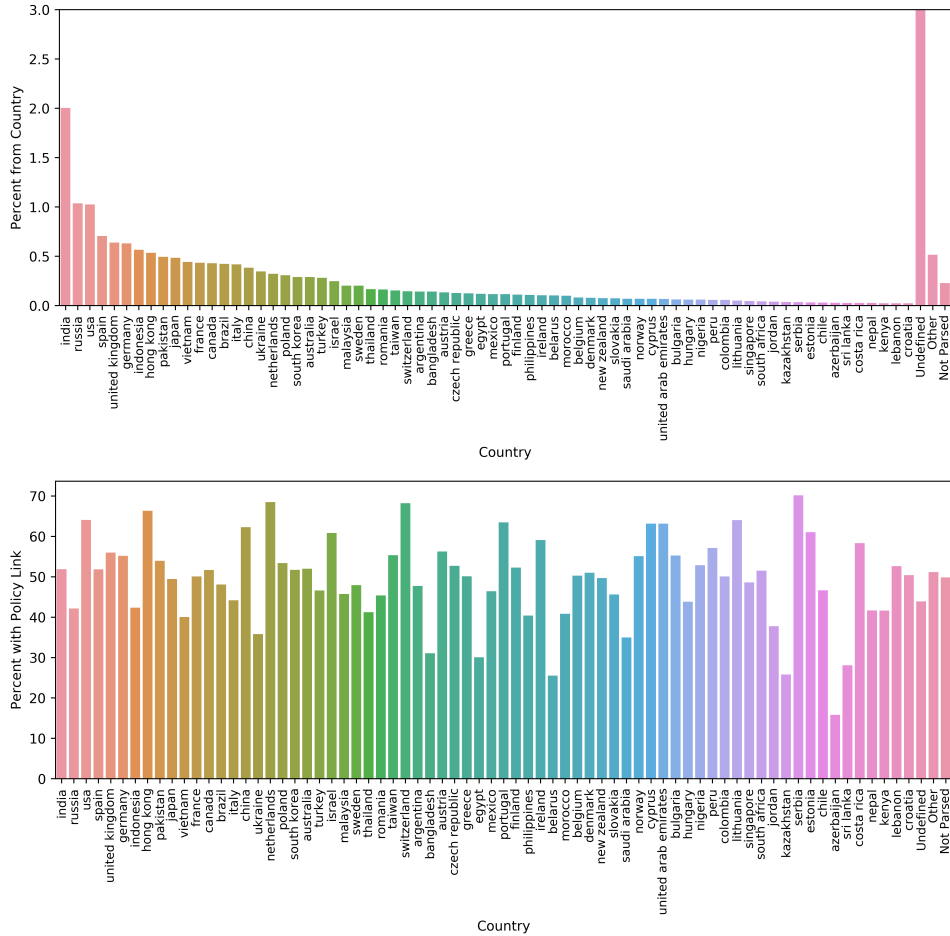 3.0
2.5
2.0
1.5
1.0
0.5
0.0
Percent from Country
india
russia
usa
spain
united kingdom
germany
indonesia
hong kong
pakistan
japan
vietnam
france
canada
brazil
italy
china
ukraine
netherlands
poland
south korea
australia
turkey
israel
malaysia
sweden
thailand
romania
taiwan
switzerland
argentina
bangladesh
austria
czech republic
greece
egypt
mexico
portugal
finland
philippines
ireland
belarus
morocco
belgium
denmark
new zealand
slovakia
saudi arabia
norway
cyprus
united arab emirates
bulgaria
hungary
nigeria
peru
colombia
lithuania
singapore
south africa
jordan
kazakhstan
serbia
estonia
chile
azerbaijan
sri lanka
costa rica
nepal
kenya
lebanon
croatia
Undefined
Other
Not Parsed
Country
70
60
50
40
30
20
10
0
Percent with Policy Link
india
russia
usa
spain
united kingdom
germany
indonesia
hong kong
pakistan
japan
vietnam
france
canada
brazil
italy
china
ukraine
netherlands
poland
south korea
australia
turkey
israel
malaysia
sweden
thailand
romania
taiwan
switzerland
argentina
bangladesh
austria
czech republic
greece
egypt
mexico
portugal
finland
philippines
ireland
belarus
morocco
belgium
denmark
new zealand
slovakia
saudi arabia
norway
cyprus
united arab emirates
bulgaria
hungary
nigeria
peru
colombia
lithuania
singapore
south africa
jordan
kazakhstan
serbia
estonia
chile
azerbaijan
sri lanka
costa rica
nepal
kenya
lebanon
croatia
Undefined
Other
Not Parsed
Country